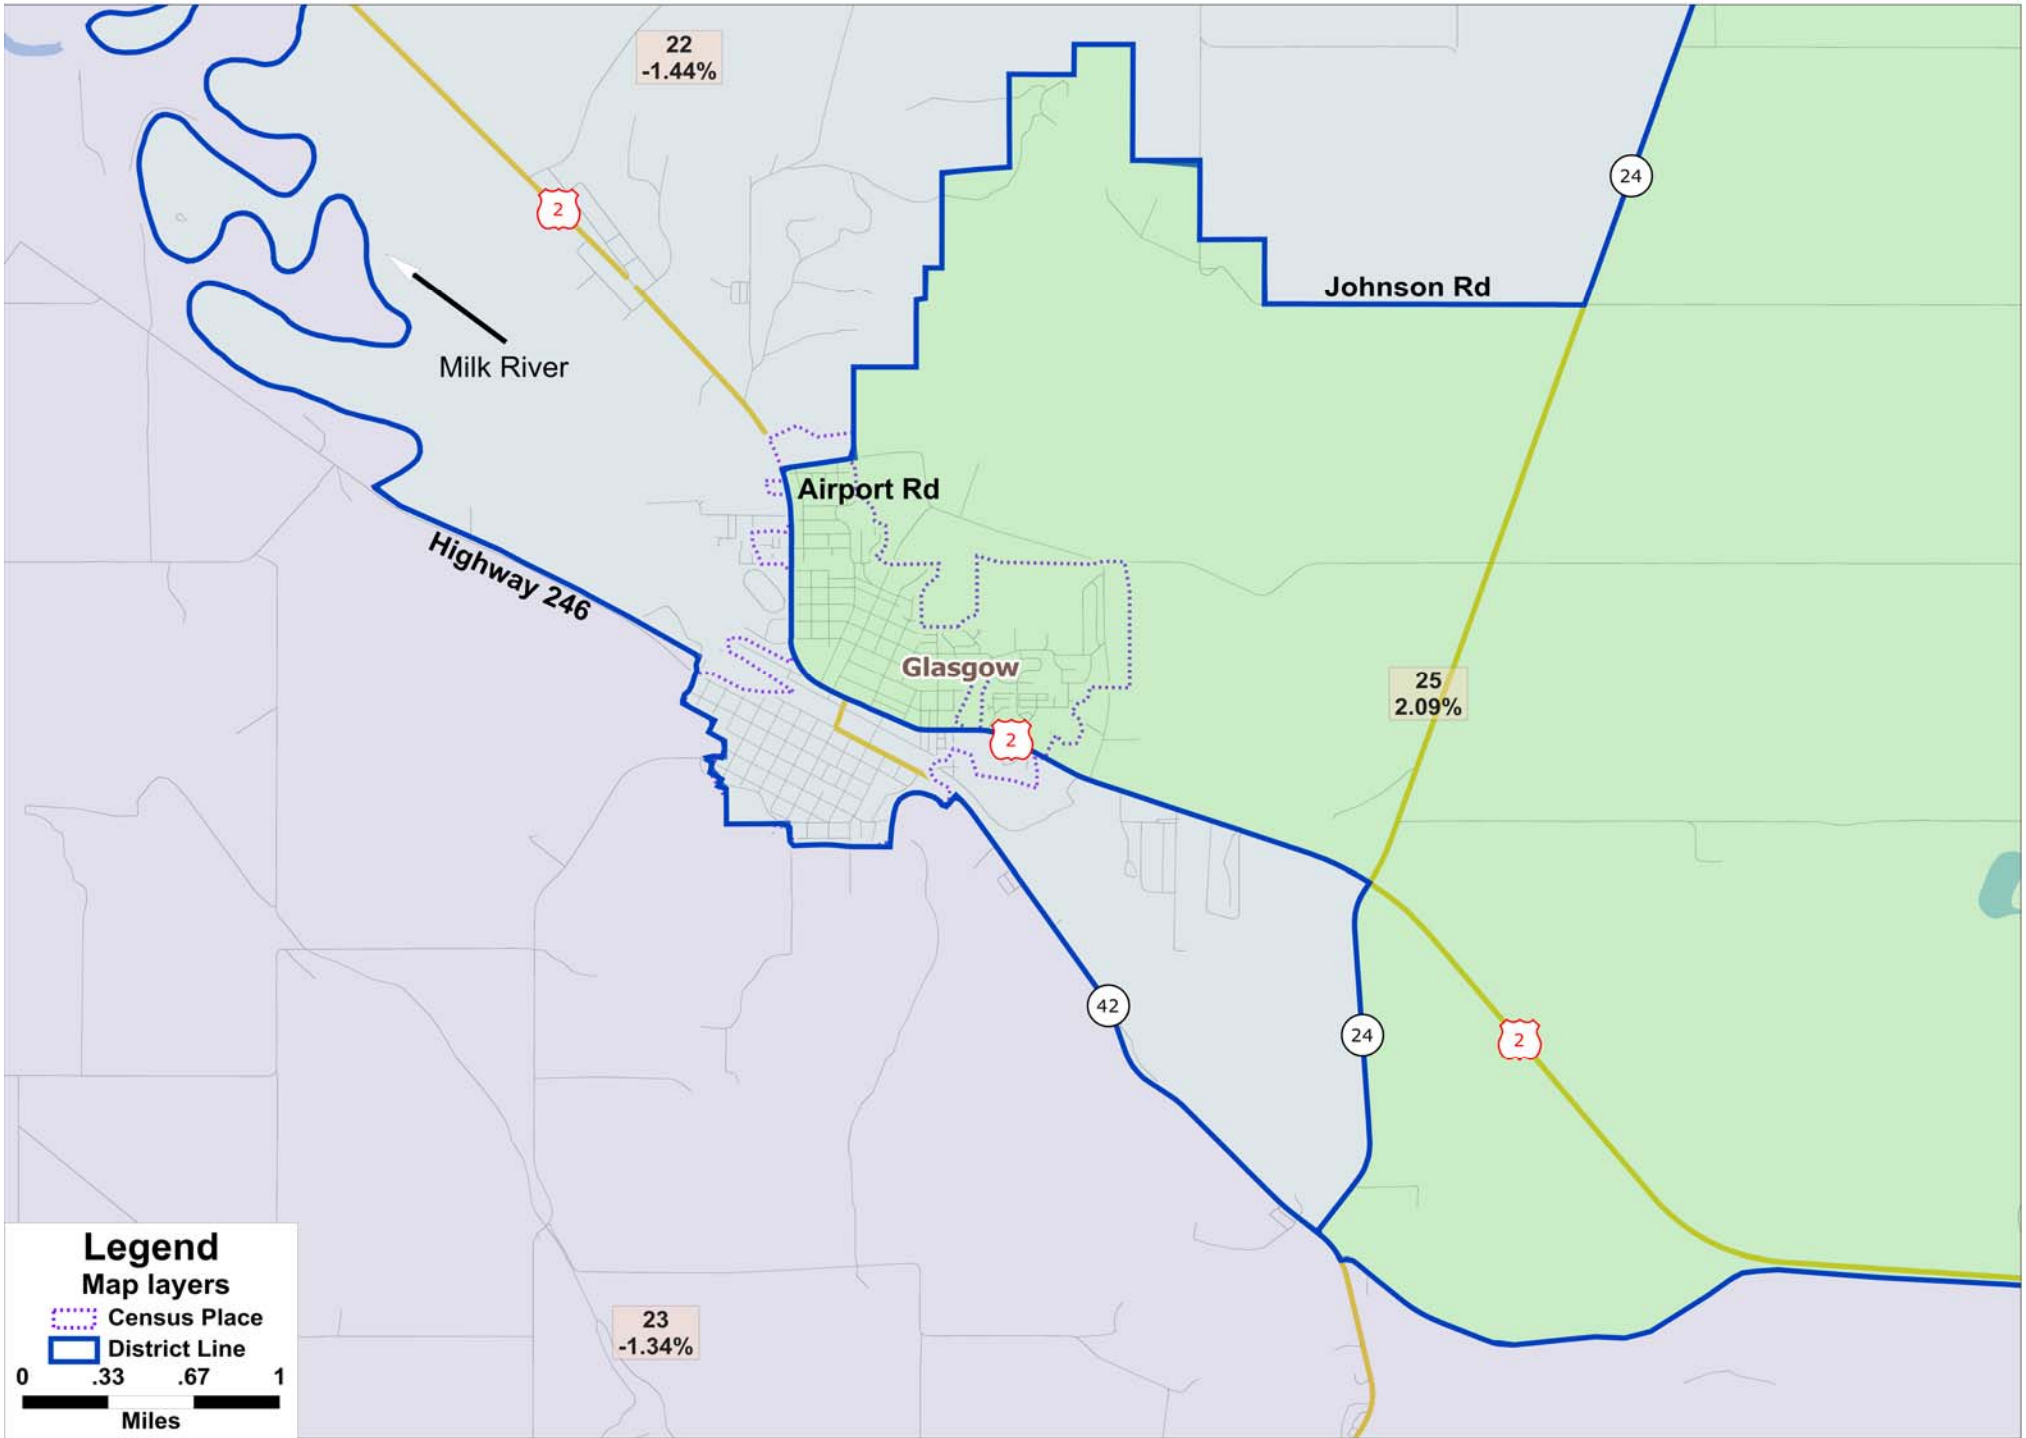 22
-1.44%
24
2
Johnson Rd
Milk River
Airport Rd
Highway 246
Glasgow
25
2.09%
2
42
24
2
Legend
Map layers
Census Place
District Line
0 .33 .67 1
Miles
23
-1.34%